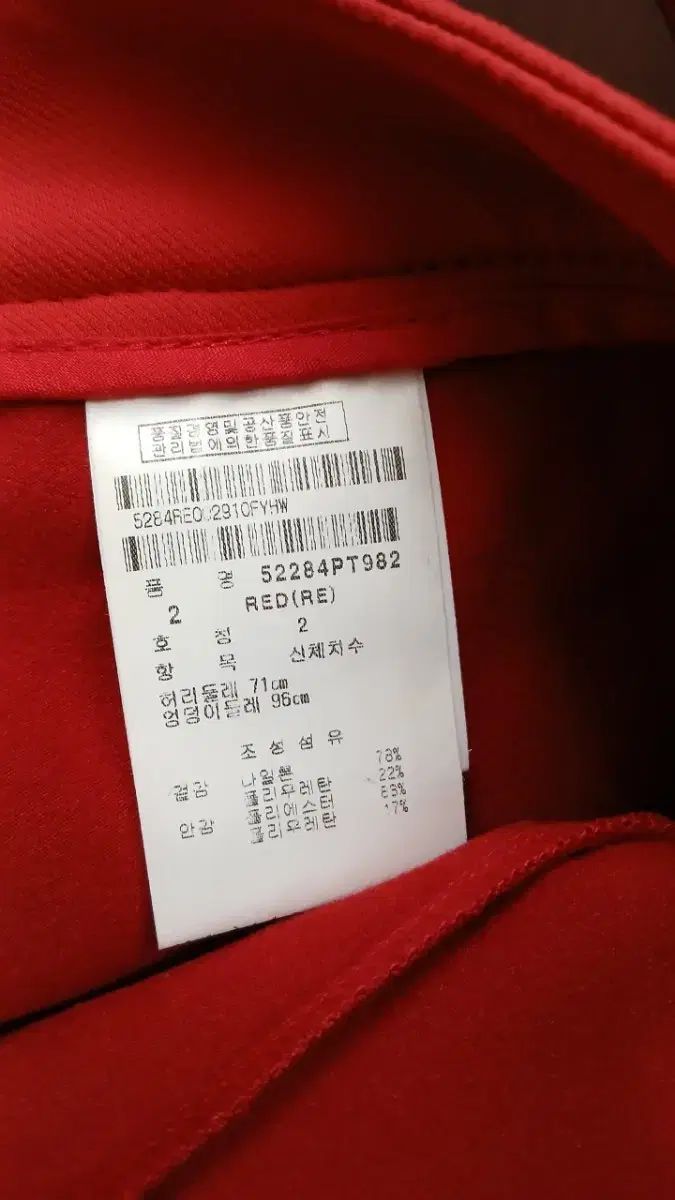 품질경영 및 공산품안전
관리법에 의한 품질표시
52284PT982
품 명
2 RED(RE)
호 칭 2
항 목 신체치수
허리둘레 71cm
엉덩이둘레 96cm
조성섬유
겉감 나일론 78%
폴리우레탄 22%
안감 폴리에스터 83%
폴리우레탄 17%